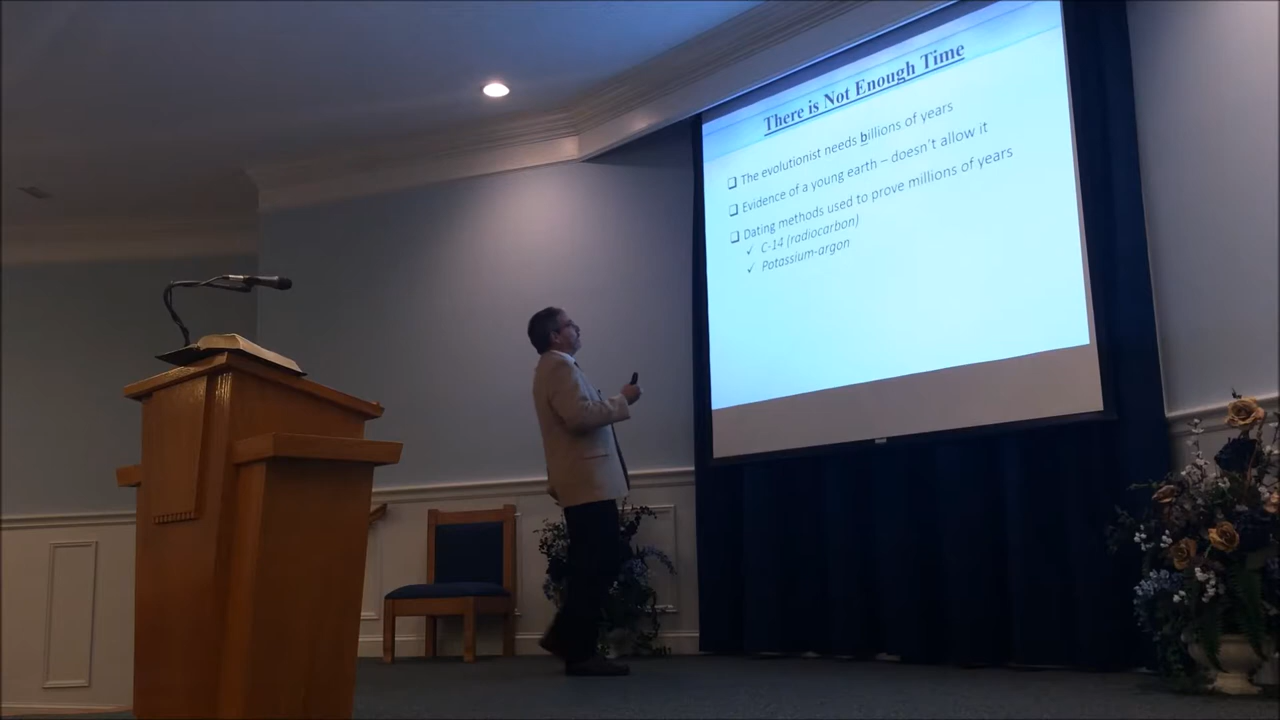 There is Not Enough Time
The evolutionist needs billions of years
Evidence of a young earth – doesn't allow it
Dating methods used to prove millions of years
C-14 (radiocarbon)
Potassium-argon